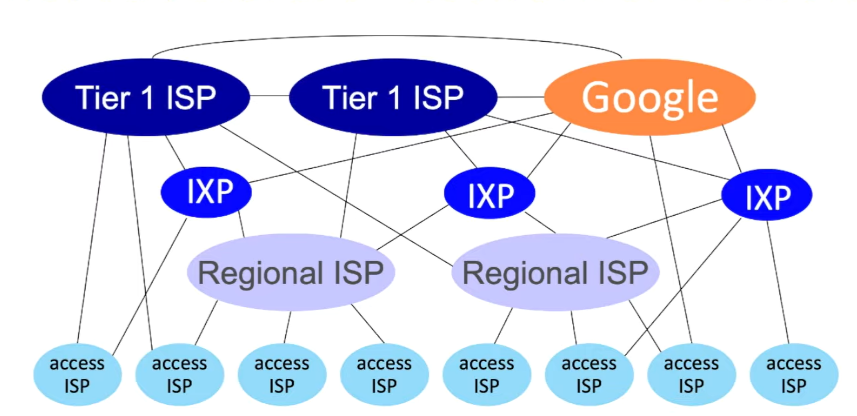 Tier 1 ISP
Tier 1 ISP
Google
IXP
IXP
IXP
Regional ISP
Regional ISP
access
ISP
access
ISP
access
ISP
access
ISP
access
ISP
access
ISP
access
ISP
access
ISP